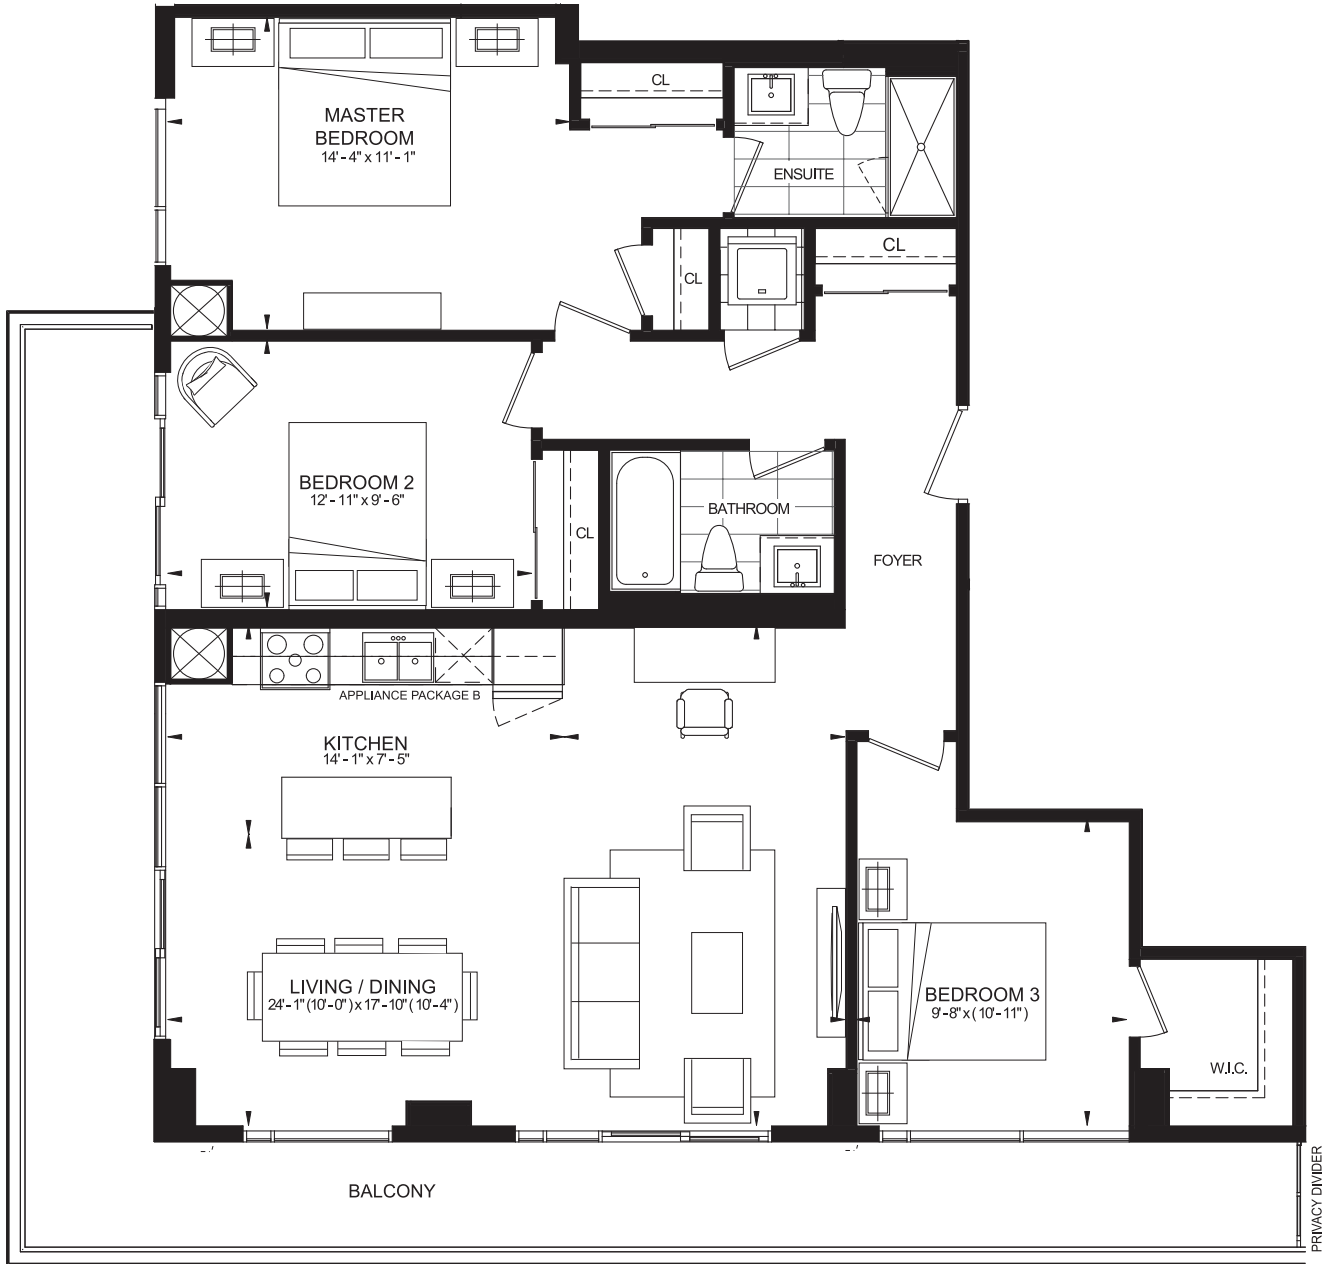 CL
MASTER
BEDROOM
14'- 4" x 11'- 1"
ENSUITE
CL
CL
BEDROOM 2
12'- 11" x 9'- 6"
BATHROOM
CL
FOYER
APPLIANCE PACKAGE B
KITCHEN
14'- 1" x 7'- 5"
LIVING / DINING
24'- 1" (10'- 0") x 17'- 10" (10'- 4")
BEDROOM 3
9'- 8" x (10'- 11")
W.I.C.
BALCONY
PRIVACY DIVIDER